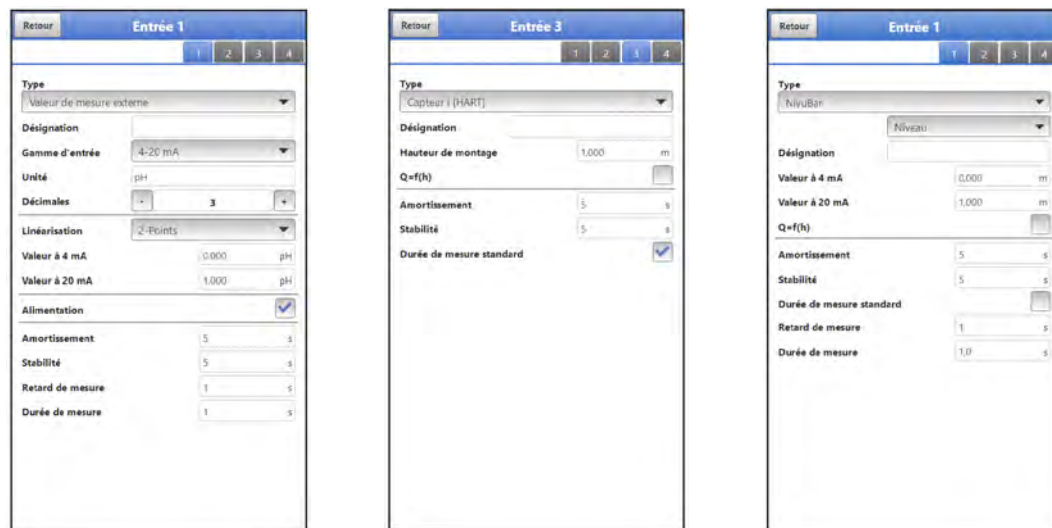 Retour Entrée 1
1 2 3 4
Type
Valeur de mesure externe
Désignation
Gamme d'entrée 4-20 mA
Unité pH
Décimales - 3 +
Linéarisation 2-Points
Valeur à 4 mA 0.000 pH
Valeur à 20 mA 1.000 pH
Alimentation
Amortissement 5 s
Stabilité 5 s
Retard de mesure 1 s
Durée de mesure 1 s
Retour Entrée 3
1 2 3 4
Type
Capteur i (HART)
Désignation
Hauteur de montage 1,000 m
Q=f(h)
Amortissement 5 s
Stabilité 5 s
Durée de mesure standard
Retour Entrée 1
1 2 3 4
Type
NivuBar
Niveau
Désignation
Valeur à 4 mA 0,000 m
Valeur à 20 mA 1,000 m
Q=f(h)
Amortissement 5 s
Stabilité 5 s
Durée de mesure standard
Retard de mesure 1 s
Durée de mesure 1,0 s